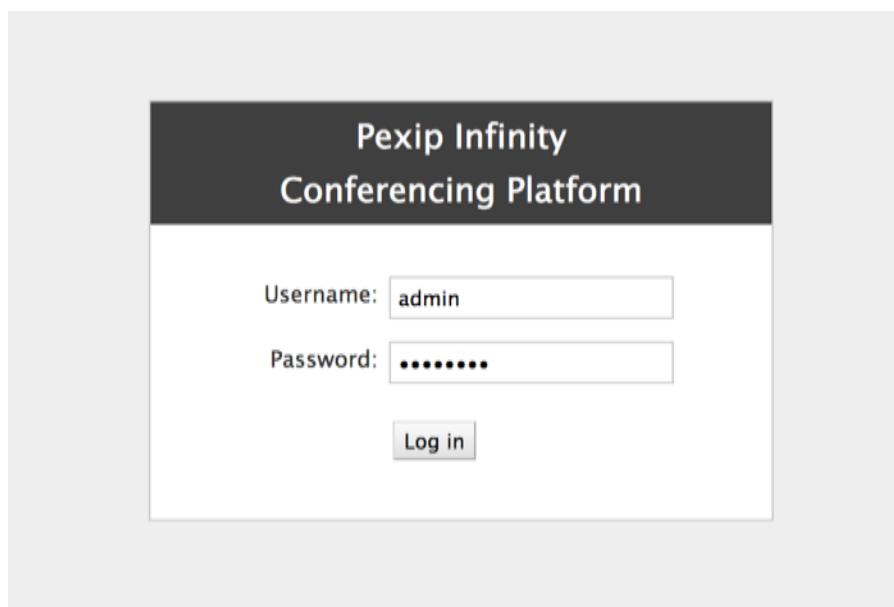 Pexip Infinity
Conferencing Platform
Username: admin
Password: ••••••••
Log in